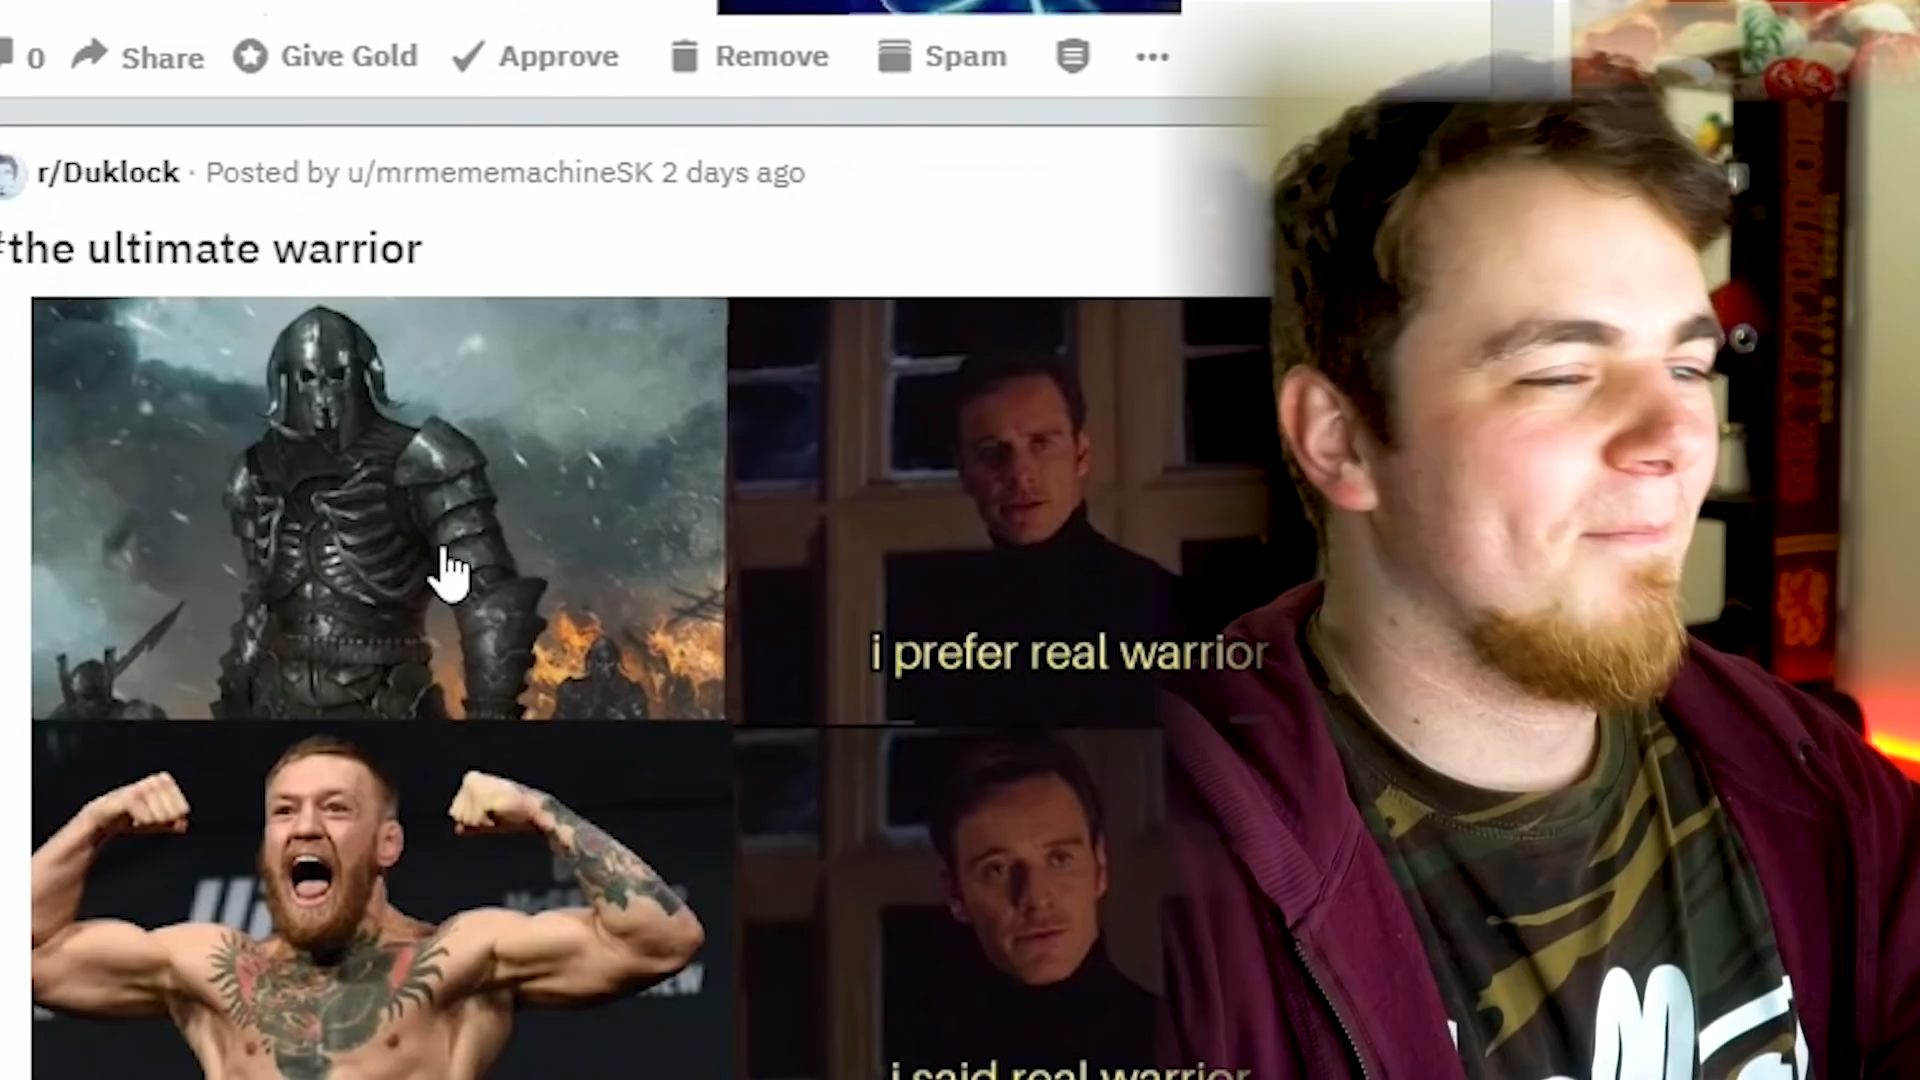 0 Share Give Gold Approve Remove Spam
r/Duklock · Posted by u/mrmememachineSK 2 days ago
#the ultimate warrior
i prefer real warrior
i said real warrior